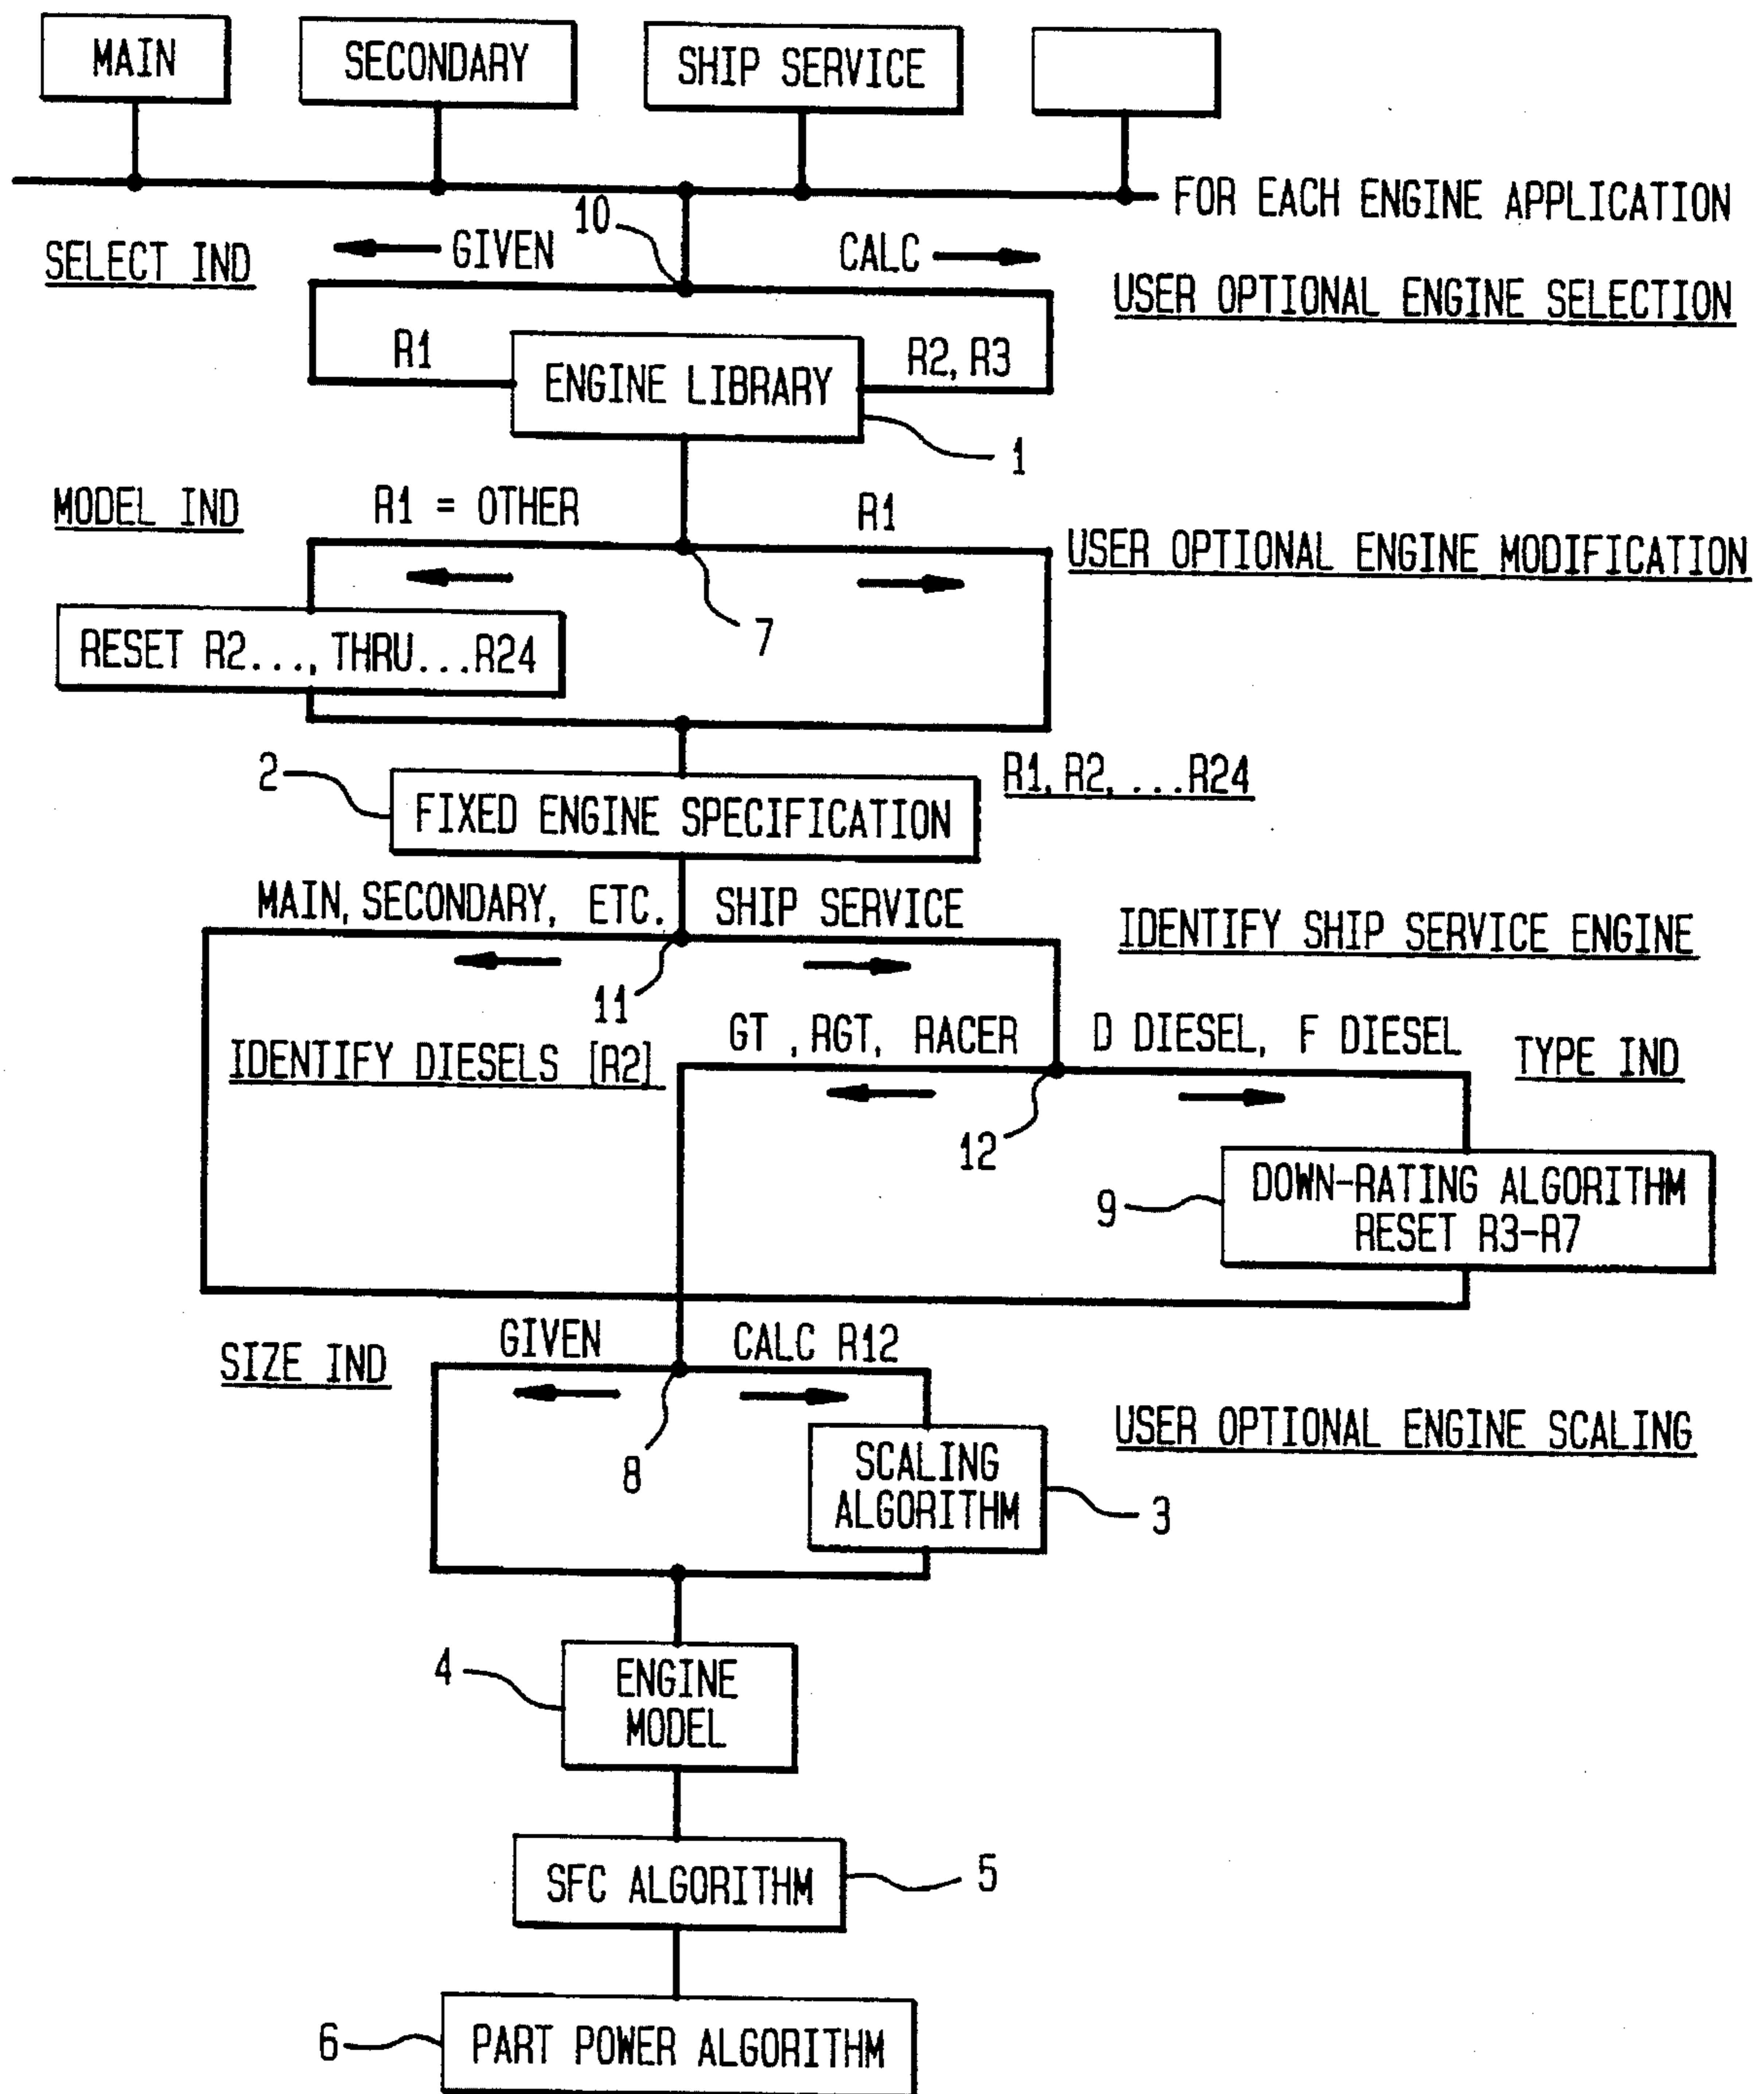 MAIN
SECONDARY
SHIP SERVICE
FOR EACH ENGINE APPLICATION
10
SELECT IND
GIVEN
CALC
USER OPTIONAL ENGINE SELECTION
R1
ENGINE LIBRARY
R2, R3
1
MODEL IND
R1 = OTHER
R1
USER OPTIONAL ENGINE MODIFICATION
7
RESET R2..., THRU...R24
2
FIXED ENGINE SPECIFICATION
R1, R2, ...R24
MAIN, SECONDARY, ETC.
SHIP SERVICE
IDENTIFY SHIP SERVICE ENGINE
11
IDENTIFY DIESELS [R2]
GT , RGT, RACER
D DIESEL, F DIESEL
TYPE IND
12
9
DOWN-RATING ALGORITHM
RESET R3-R7
SIZE IND
GIVEN
CALC R12
USER OPTIONAL ENGINE SCALING
8
SCALING
ALGORITHM
3
4
ENGINE
MODEL
SFC ALGORITHM
5
6
PART POWER ALGORITHM